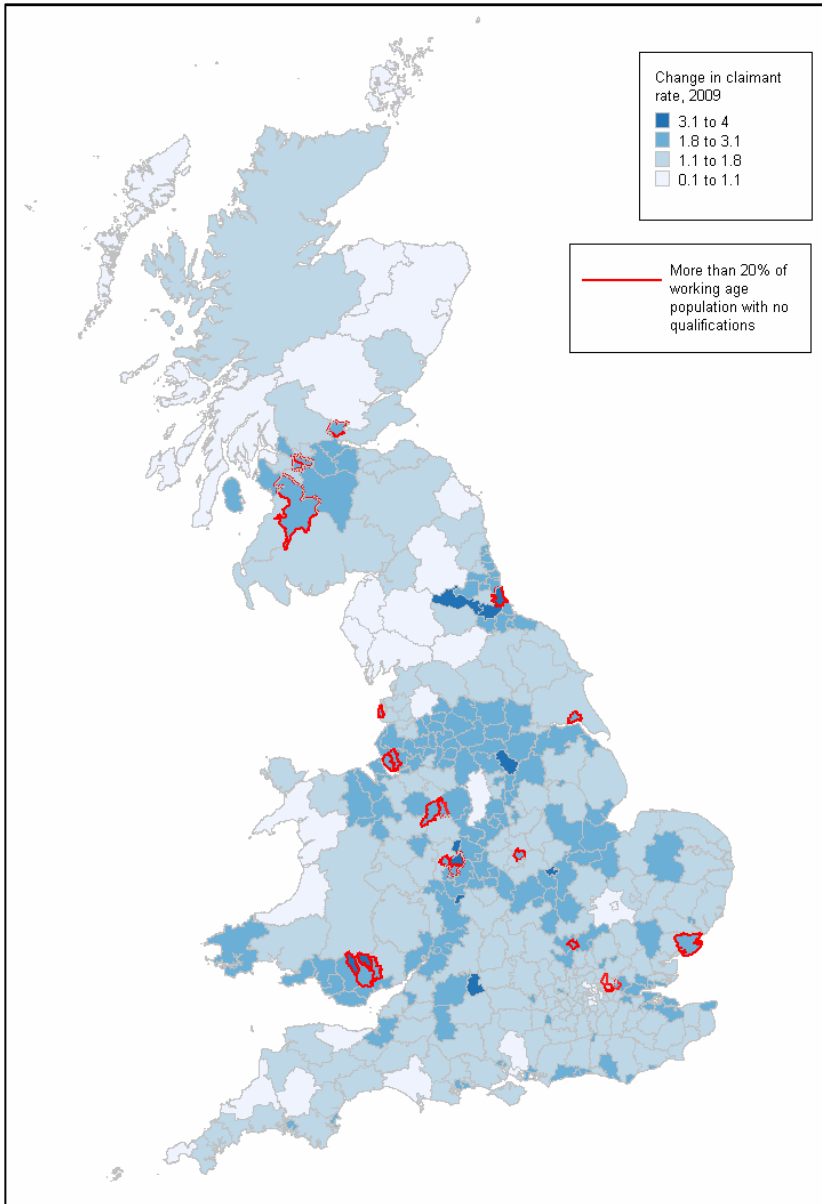 Change in claimant
rate, 2009
3.1 to 4
1.8 to 3.1
1.1 to 1.8
0.1 to 1.1
More than 20% of
working age
population with no
qualifications